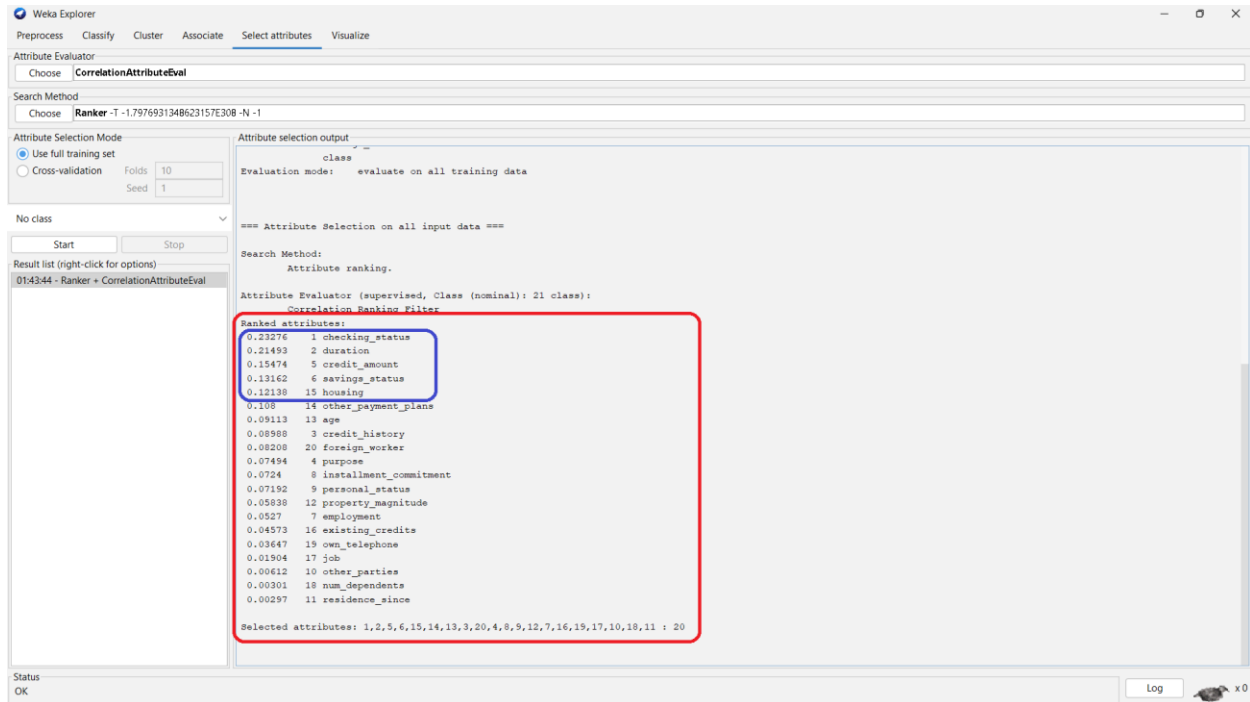 Weka Explorer
Preprocess Classify Cluster Associate Select attributes Visualize
Attribute Evaluator
Choose CorrelationAttributeEval
Search Method
Choose Ranker -T -1.7976931348623157E308 -N -1
Attribute Selection Mode
Use full training set
Cross-validation Folds 10
Seed 1
No class
Start Stop
Result list (right-click for options)
01:43:44 - Ranker + CorrelationAttributeEval
Attribute selection output
class
Evaluation mode: evaluate on all training data
=== Attribute Selection on all input data ===
Search Method:
Attribute ranking.
Attribute Evaluator (supervised, Class (nominal): 21 class):
Correlation Ranking Filter
Ranked attributes:
0.23276 1 checking_status
0.21493 2 duration
0.15474 5 credit_amount
0.13162 6 savings_status
0.12138 15 housing
0.108 14 other_payment_plans
0.09113 13 age
0.08988 3 credit_history
0.08208 20 foreign_worker
0.07494 4 purpose
0.0724 8 installment_commitment
0.07192 9 personal_status
0.05838 12 property_magnitude
0.0527 7 employment
0.04573 16 existing_credits
0.03647 19 own_telephone
0.01904 17 job
0.00612 10 other_parties
0.00301 18 num_dependents
0.00297 11 residence_since
Selected attributes: 1,2,5,6,15,14,13,3,20,4,8,9,12,7,16,19,17,10,18,11 : 20
Status
OK
Log x 0